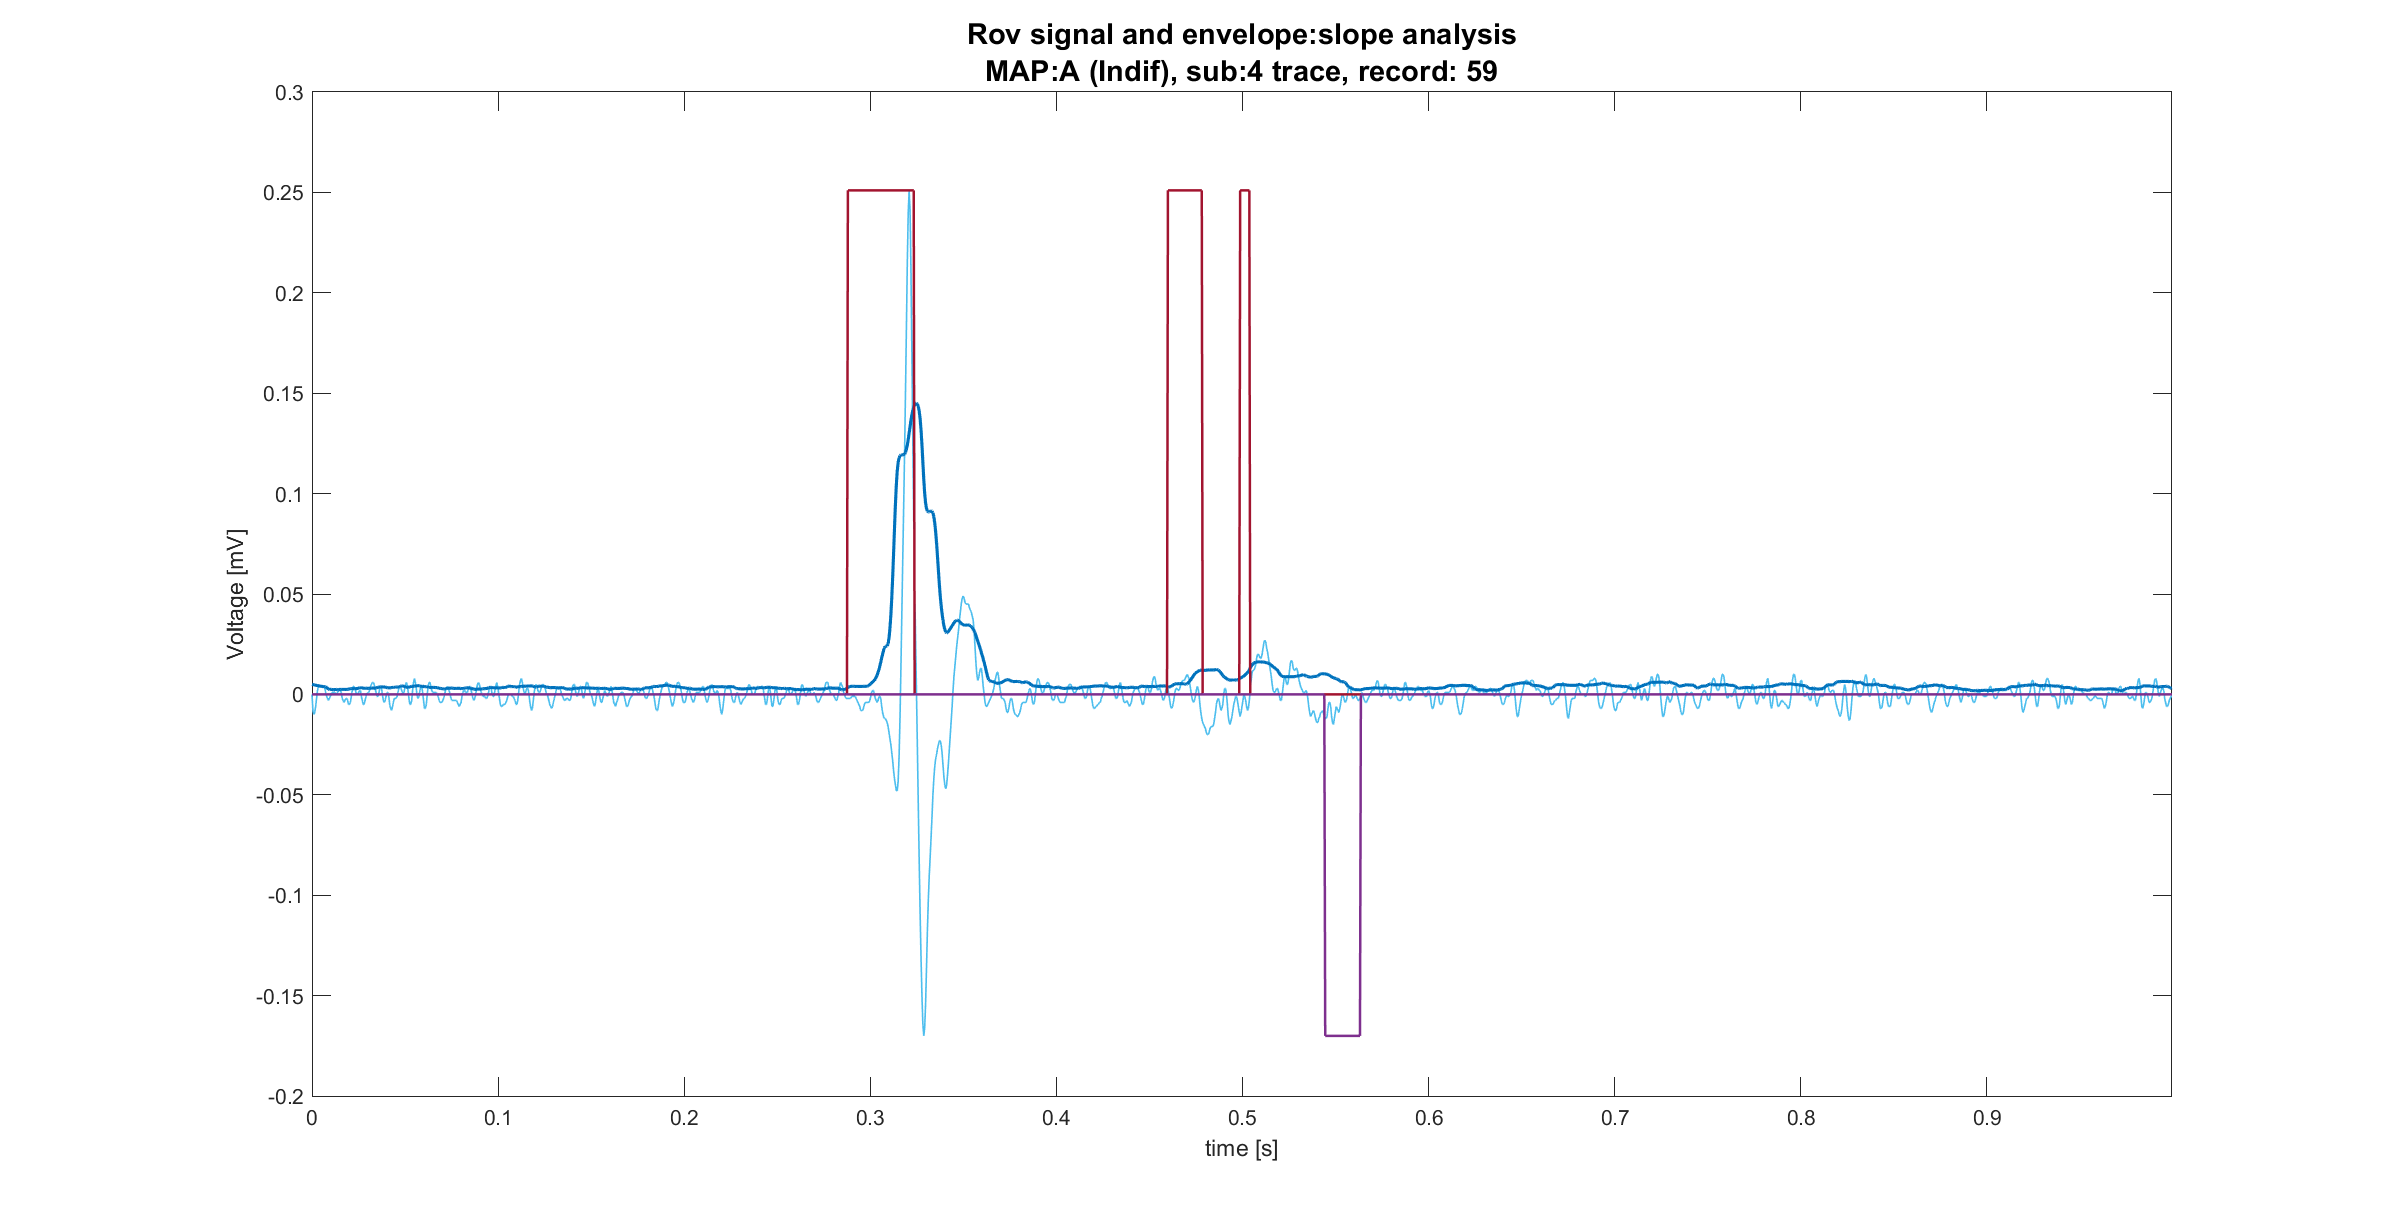 Rov signal and envelope:slope analysis
MAP:A (Indif), sub:4 trace, record: 59
0.3
0.25
0.2
0.15
0.1
0.05
0
-0.05
-0.1
-0.15
-0.2
Voltage [mV]
0 0.1 0.2 0.3 0.4 0.5 0.6 0.7 0.8 0.9
time [s]